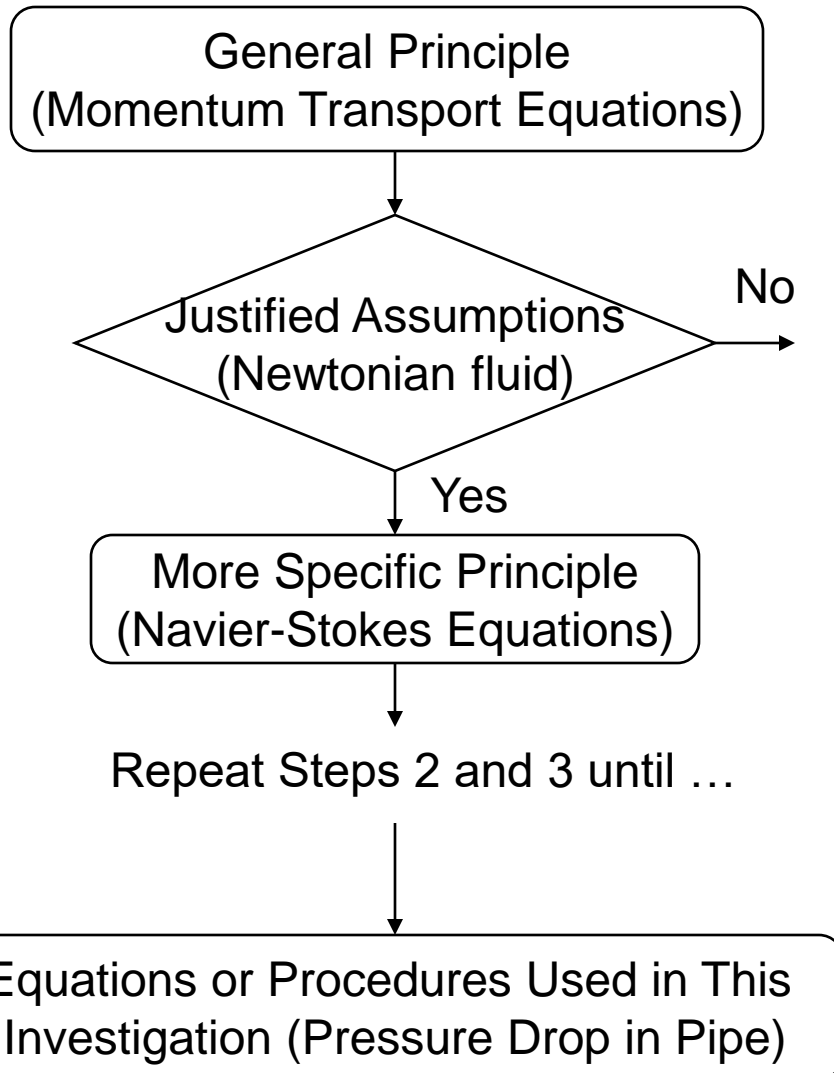 General Principle
(Momentum Transport Equations)
Justified Assumptions
(Newtonian fluid)
No
Yes
More Specific Principle
(Navier-Stokes Equations)
Repeat Steps 2 and 3 until …
Equations or Procedures Used in This
Investigation (Pressure Drop in Pipe)